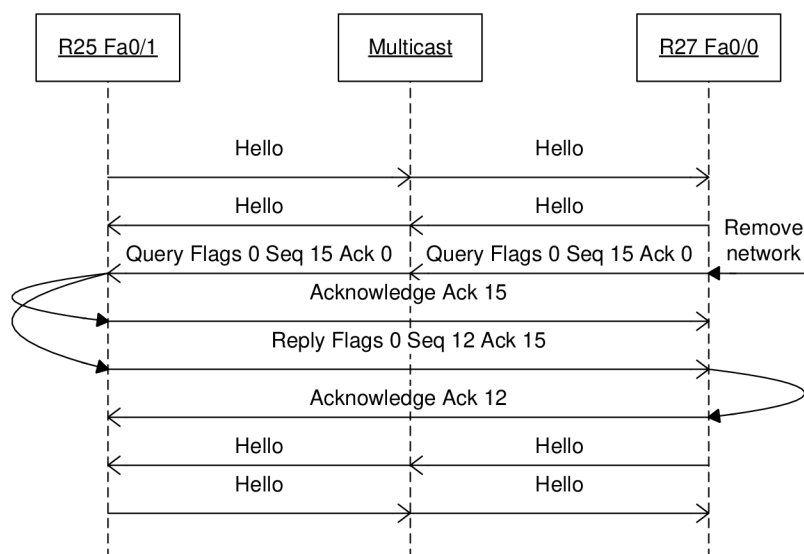 R25 Fa0/1
Multicast
R27 Fa0/0
Hello
Hello
Hello
Hello
Remove
network
Query Flags 0 Seq 15 Ack 0
Query Flags 0 Seq 15 Ack 0
Acknowledge Ack 15
Reply Flags 0 Seq 12 Ack 15
Acknowledge Ack 12
Hello
Hello
Hello
Hello